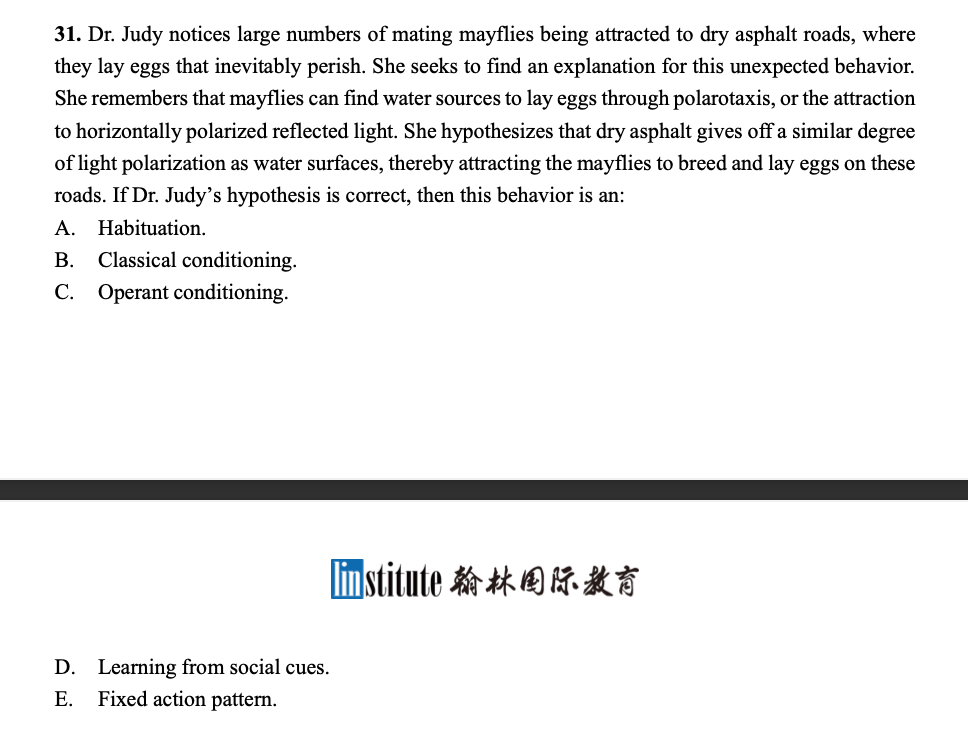 31. Dr. Judy notices large numbers of mating mayflies being attracted to dry asphalt roads, where
they lay eggs that inevitably perish. She seeks to find an explanation for this unexpected behavior.
She remembers that mayflies can find water sources to lay eggs through polarotaxis, or the attraction
to horizontally polarized reflected light. She hypothesizes that dry asphalt gives off a similar degree
of light polarization as water surfaces, thereby attracting the mayflies to breed and lay eggs on these
roads. If Dr. Judy’s hypothesis is correct, then this behavior is an:
A. Habituation.
B. Classical conditioning.
C. Operant conditioning.
linstitute 翰林国际教育
D. Learning from social cues.
E. Fixed action pattern.